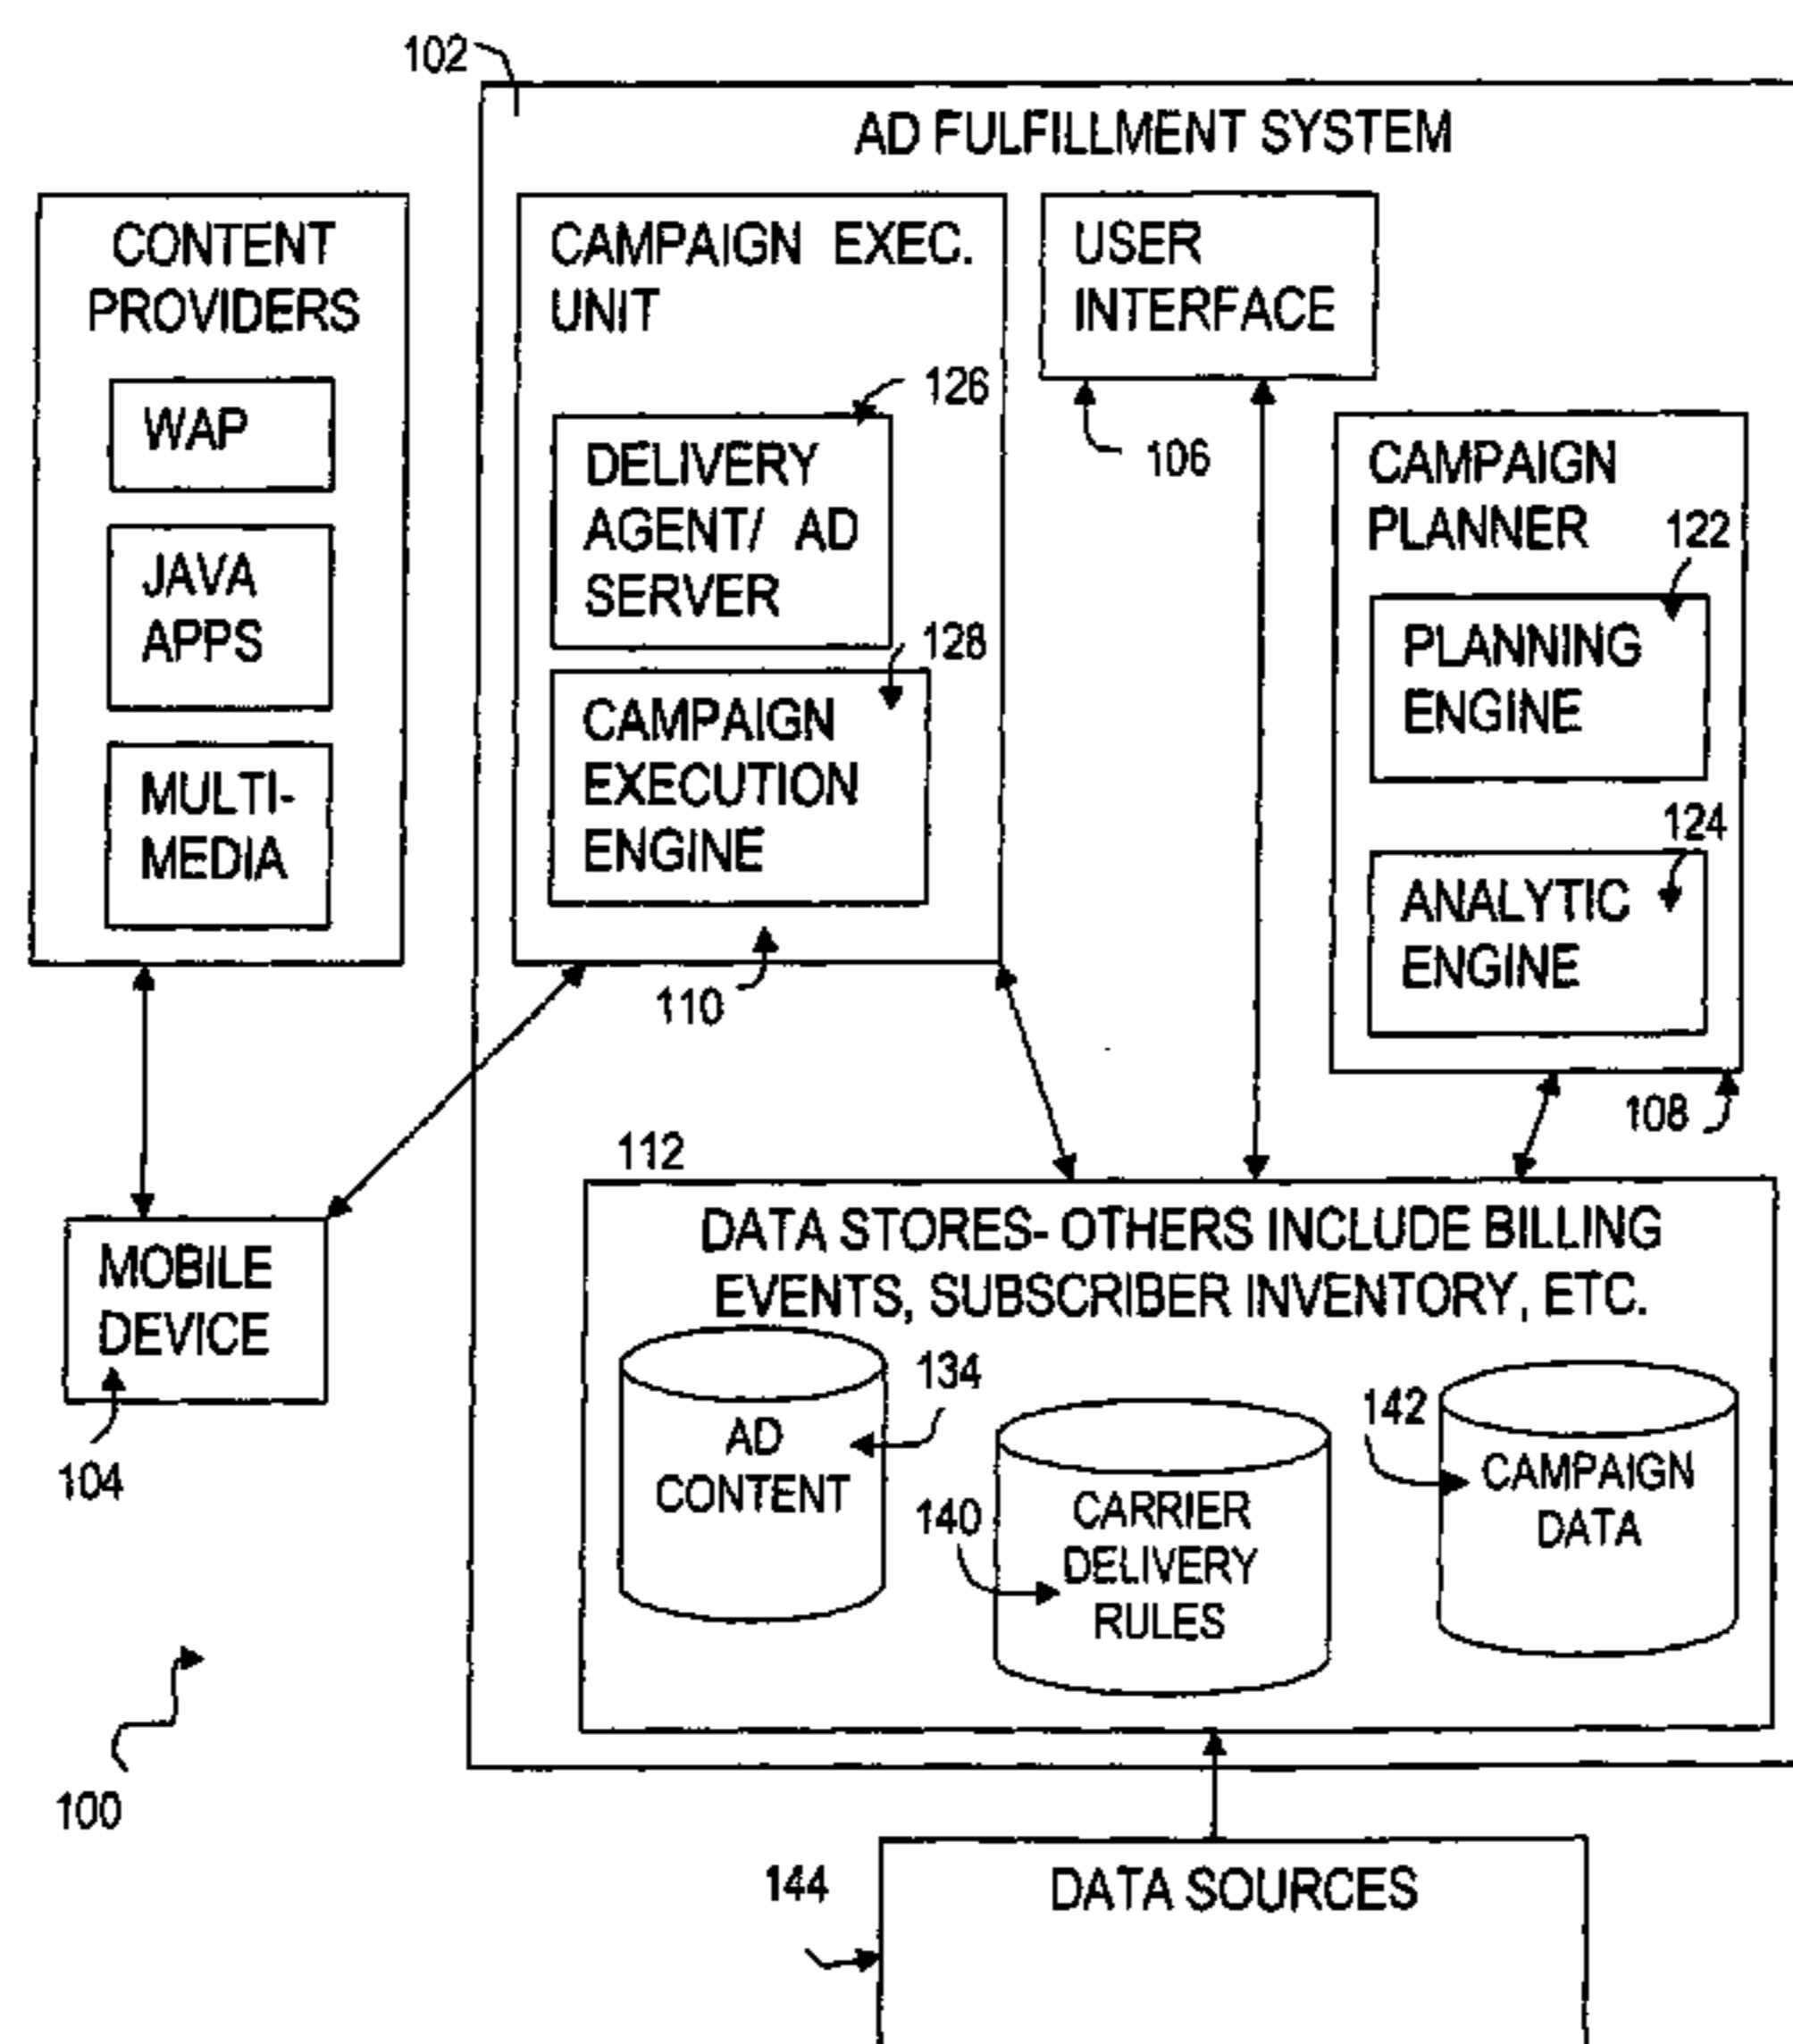 102
AD FULFILLMENT SYSTEM
CONTENT
PROVIDERS
WAP
JAVA
APPS
MULTI-
MEDIA
CAMPAIGN EXEC.
UNIT
126
DELIVERY
AGENT/ AD
SERVER
128
CAMPAIGN
EXECUTION
ENGINE
110
USER
INTERFACE
106
CAMPAIGN
PLANNER
122
PLANNING
ENGINE
124
ANALYTIC
ENGINE
108
MOBILE
DEVICE
104
112
DATA STORES- OTHERS INCLUDE BILLING
EVENTS, SUBSCRIBER INVENTORY, ETC.
AD
CONTENT
134
140
CARRIER
DELIVERY
RULES
142
CAMPAIGN
DATA
100
144
DATA SOURCES